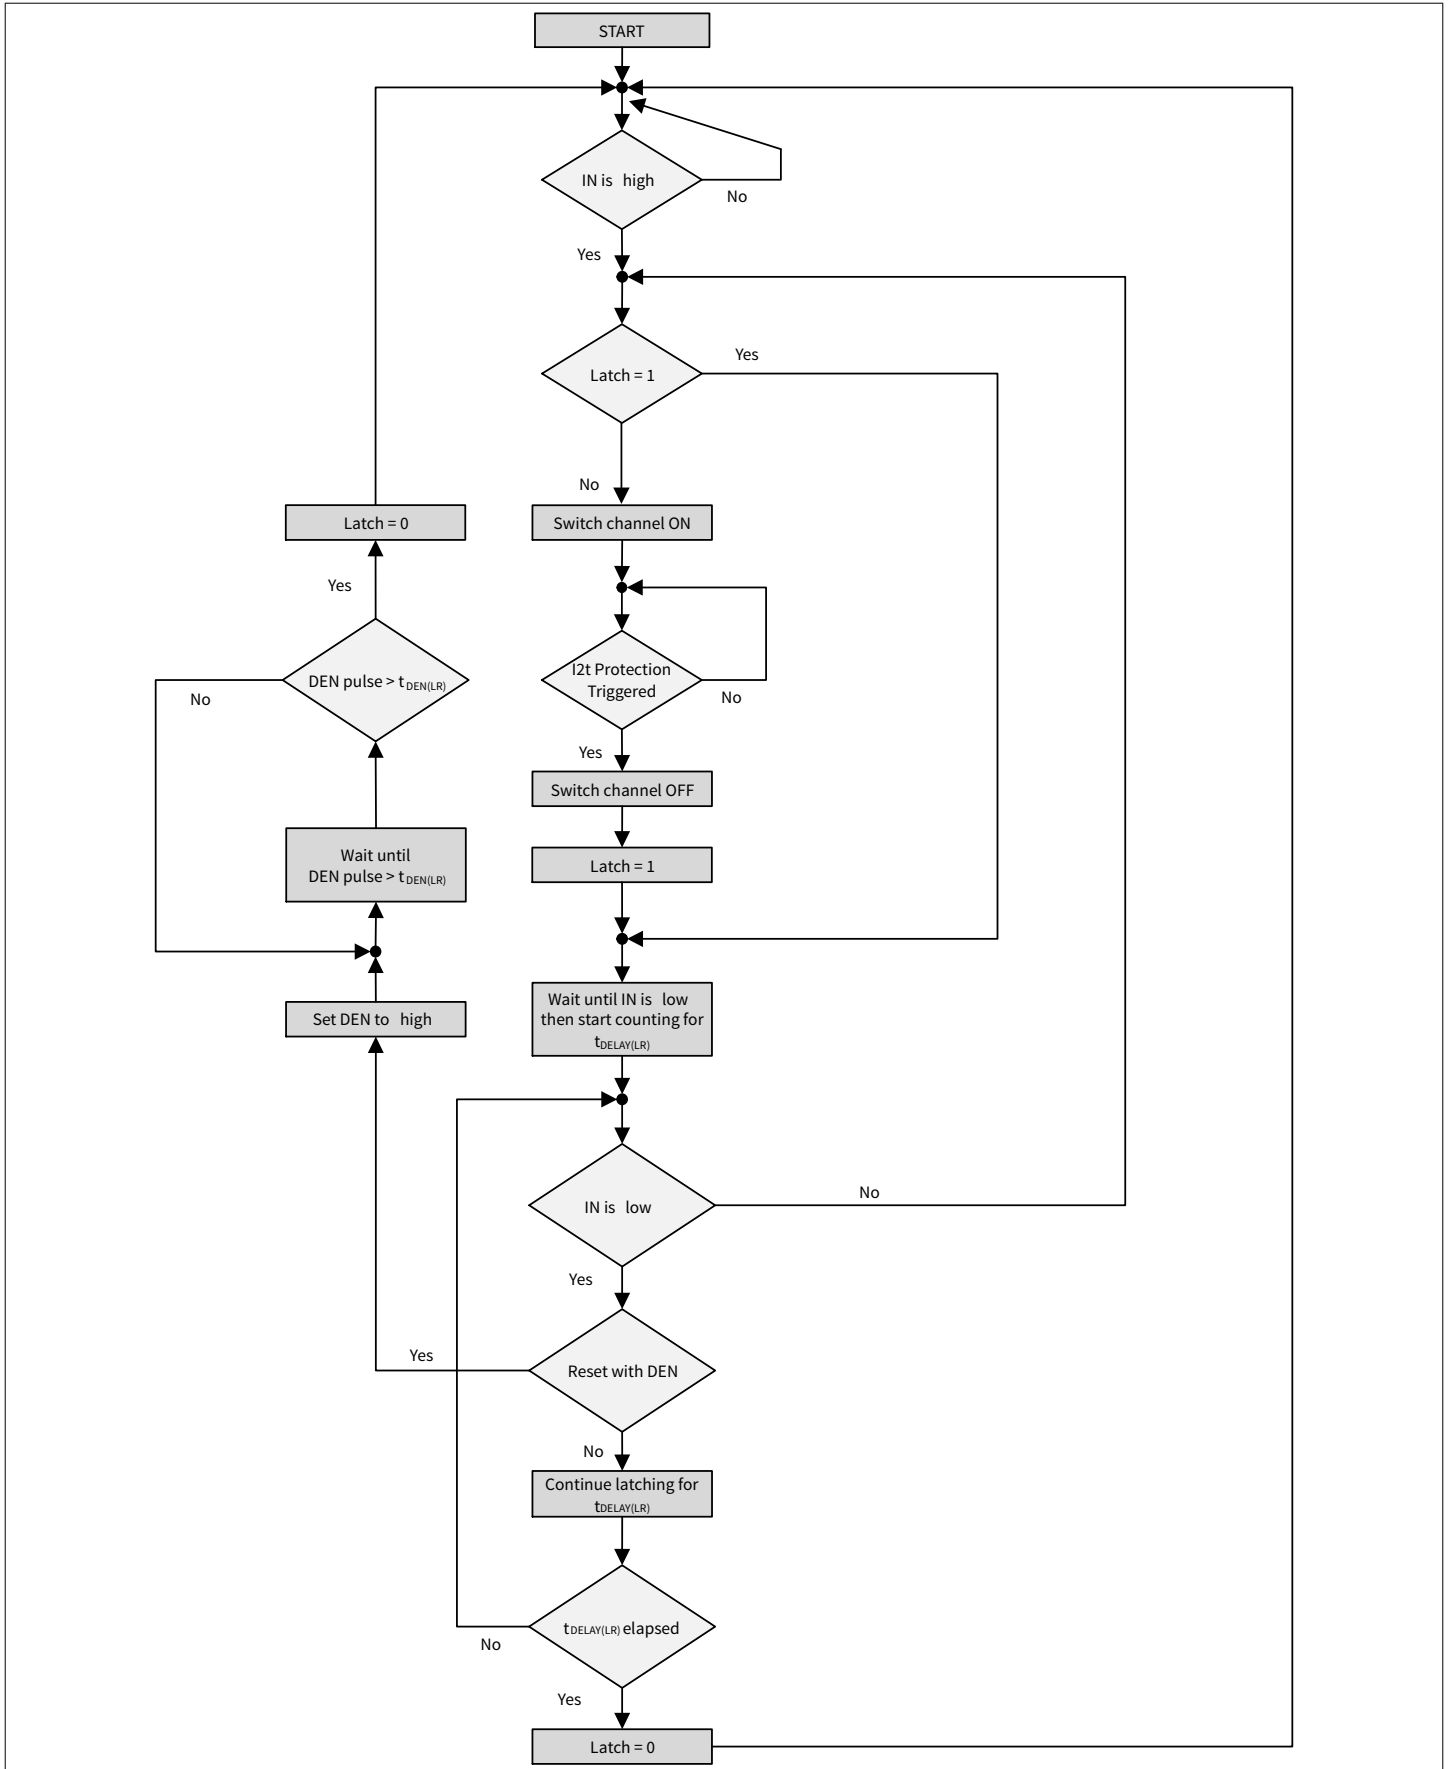 START
IN is high
No
Yes
Latch = 1
Yes
No
Switch channel ON
Latch = 0
Yes
I2t Protection
Triggered
No
DEN pulse > tDEN(LR)
No
Yes
Switch channel OFF
Latch = 1
Wait until
DEN pulse > tDEN(LR)
Wait until IN is low
then start counting for
tDELAY(LR)
Set DEN to high
IN is low
No
Yes
Reset with DEN
Yes
No
Continue latching for
tDELAY(LR)
tDELAY(LR) elapsed
No
Yes
Latch = 0